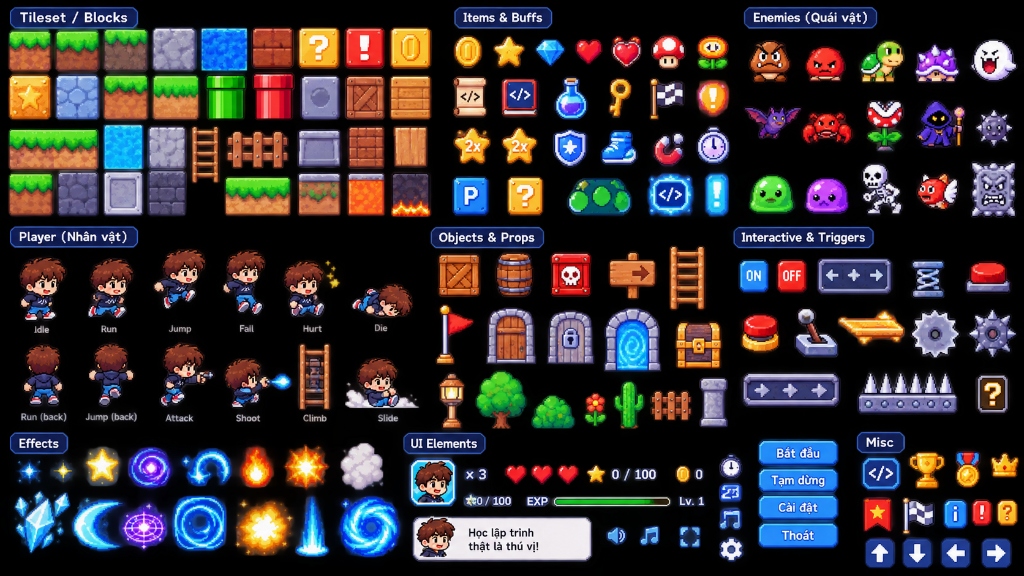 Tileset / Blocks
? !
Items & Buffs
</> </>
!
2x 2x
P ? </> !
Enemies (Quái vật)
Player (Nhân vật)
Idle Run Jump Fall Hurt Die
Run (back) Jump (back) Attack Shoot Climb Slide
Objects & Props
Interactive & Triggers
ON OFF
?
Effects
UI Elements
x 3 0 / 100 0
/ 100 EXP Lv. 1
Học lập trình
thật là thú vị!
Bắt đầu
Tạm dừng
Cài đặt
Thoát
Misc
</>
i ! ?